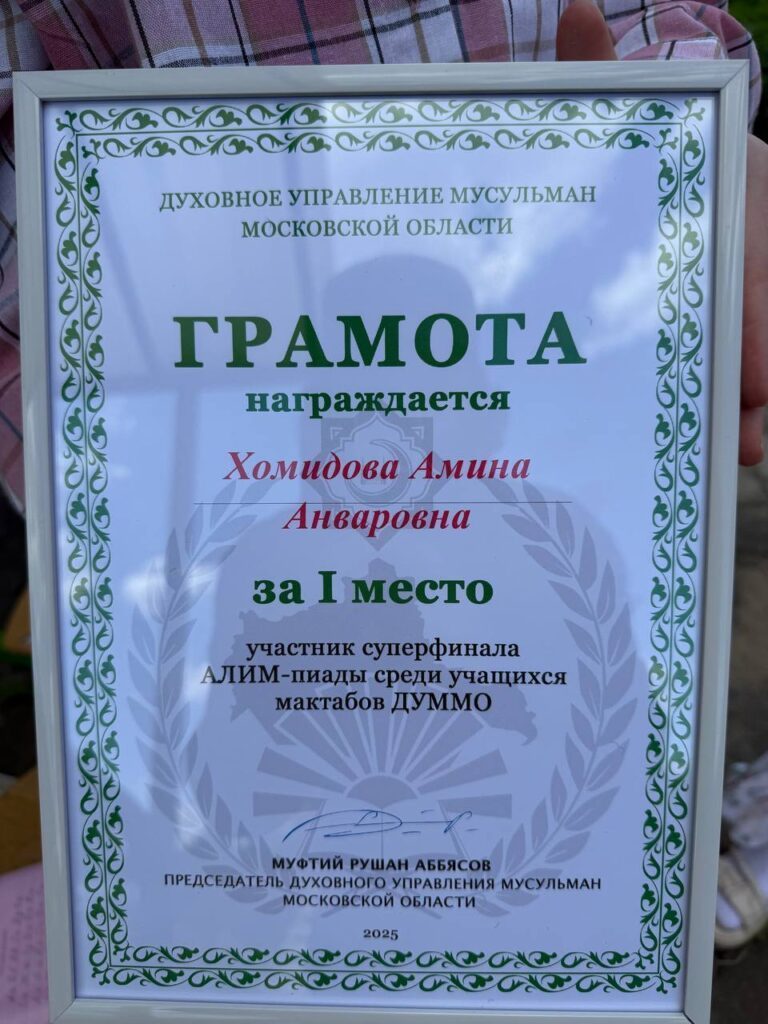 ДУХОВНОЕ УПРАВЛЕНИЕ МУСУЛЬМАН
МОСКОВСКОЙ ОБЛАСТИ
ГРАМОТА
награждается
Хомидова Амина
Анваровна
за I место
участник суперфинала
АЛИМ-пиады среди учащихся
мактабов ДУММО
МУФТИЙ РУШАН АББЯСОВ
ПРЕДСЕДАТЕЛЬ ДУХОВНОГО УПРАВЛЕНИЯ МУСУЛЬМАН
МОСКОВСКОЙ ОБЛАСТИ
2025